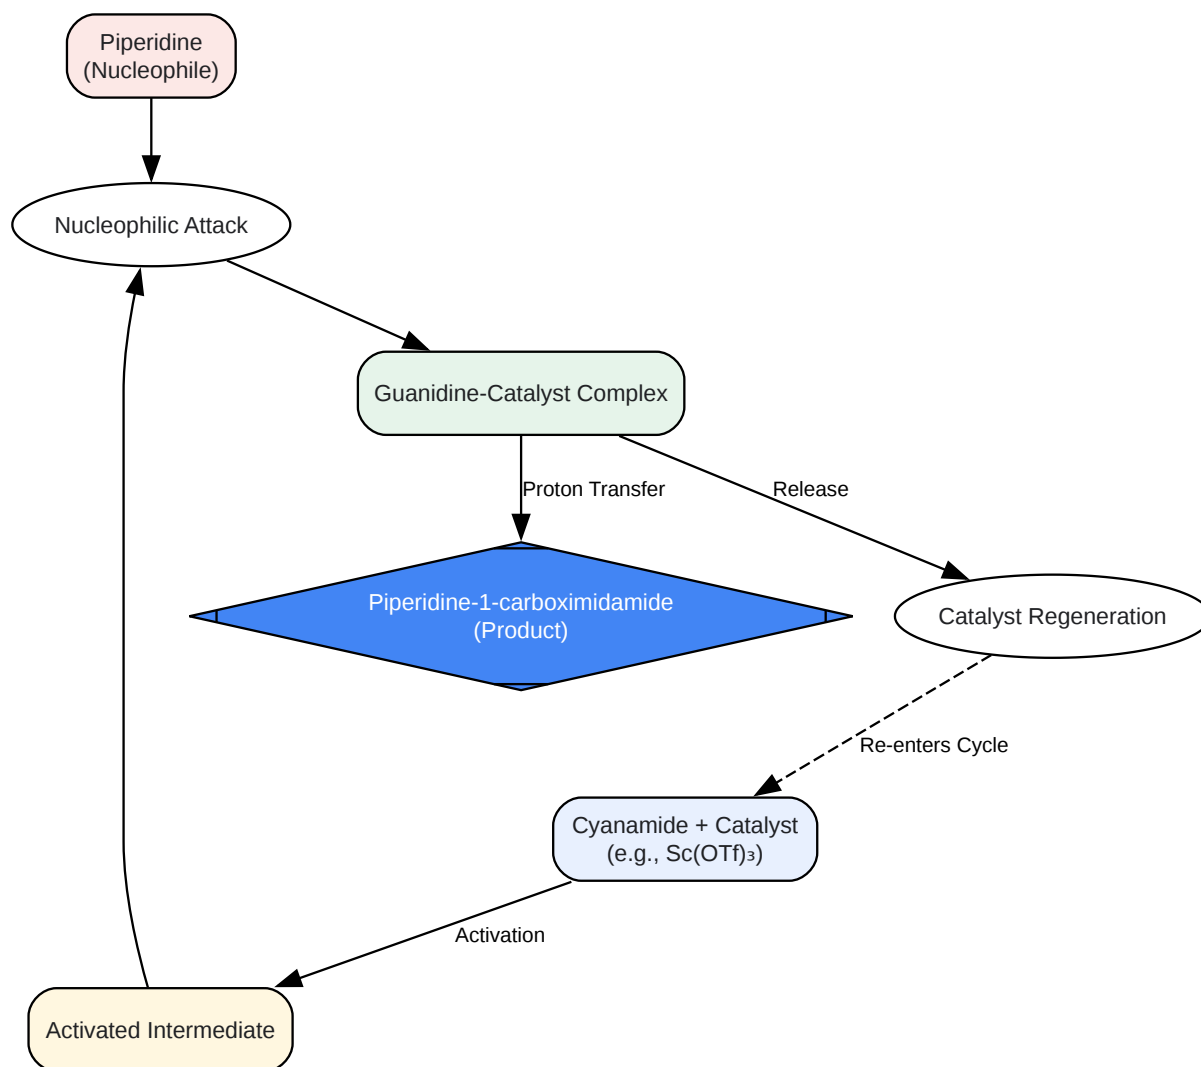 Piperidine
(Nucleophile)
Nucleophilic Attack
Guanidine-Catalyst Complex
Proton Transfer
Release
Piperidine-1-carboximidamide
(Product)
Catalyst Regeneration
Re-enters Cycle
Cyanamide + Catalyst
(e.g., Sc(OTf)₃)
Activation
Activated Intermediate